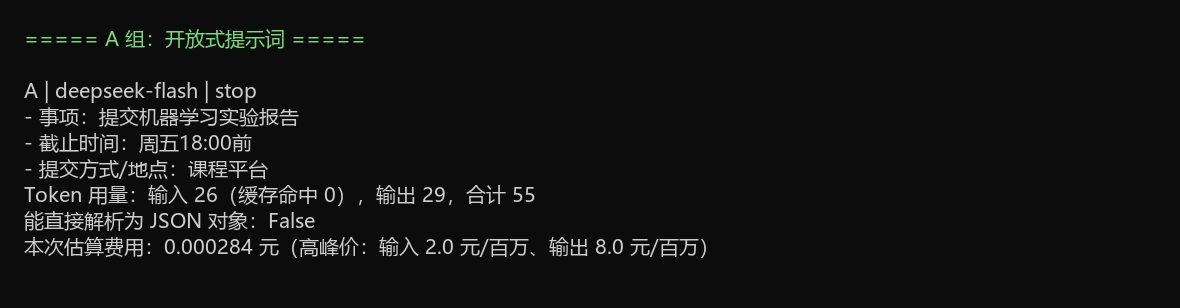 ===== A 组：开放式提示词 =====
A | deepseek-flash | stop
- 事项：提交机器学习实验报告
- 截止时间：周五18:00前
- 提交方式/地点：课程平台
Token 用量：输入 26（缓存命中 0），输出 29，合计 55
能直接解析为 JSON 对象：False
本次估算费用：0.000284 元（高峰价：输入 2.0 元/百万、输出 8.0 元/百万）